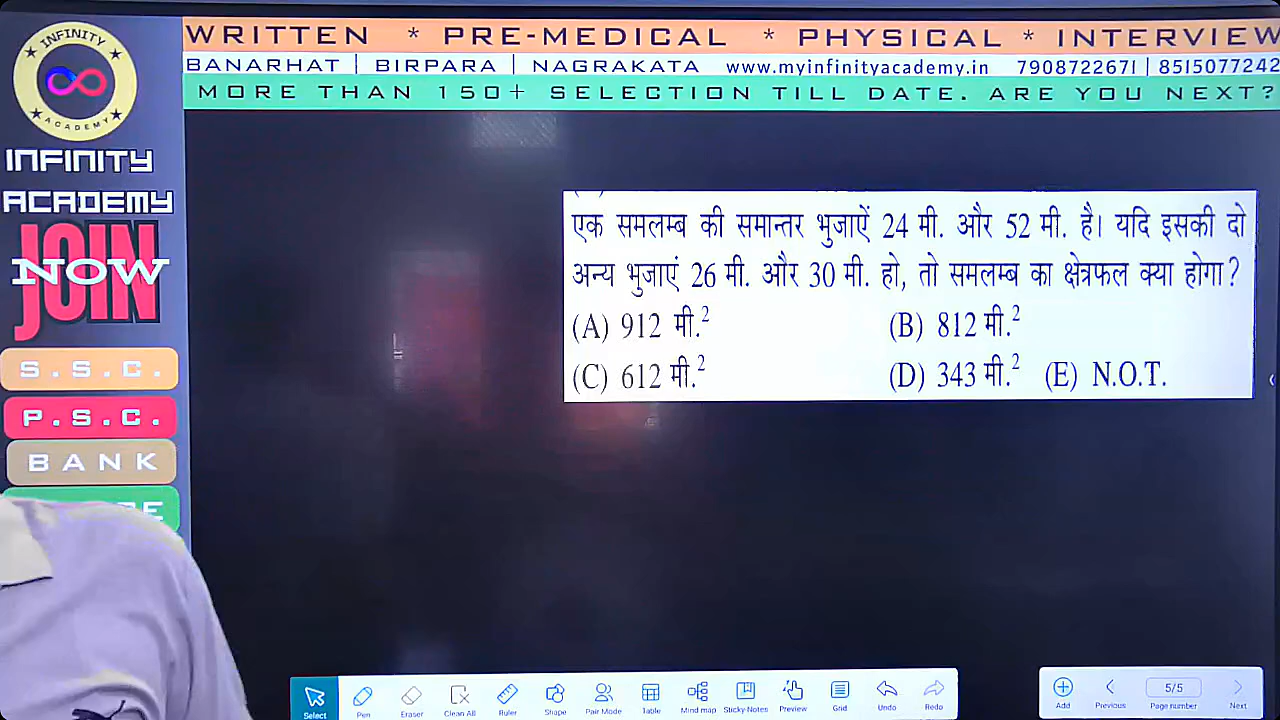 WRITTEN * PRE-MEDICAL * PHYSICAL * INTERVIEW
BANARHAT | BIRPARA | NAGRAKATA www.myinfinityacademy.in 7908722671 | 8515077242
MORE THAN 150+ SELECTION TILL DATE. ARE YOU NEXT?
INFINITY
ACADEMY
INFINITY
ACADEMY
JOIN
NOW
S.S.C.
P.S.C.
BANK
एक समलम्ब की समान्तर भुजाऐं 24 मी. और 52 मी. है। यदि इसकी दो
अन्य भुजाएं 26 मी. और 30 मी. हो, तो समलम्ब का क्षेत्रफल क्या होगा?
(A) 912 मी.² (B) 812 मी.²
(C) 612 मी.² (D) 343 मी.² (E) N.O.T.
Select Pen Eraser Clean All Ruler Shape Pair Mode Table Mind map Sticky-Notes Preview Grid Undo Redo
5/5
Add Previous Page number Next